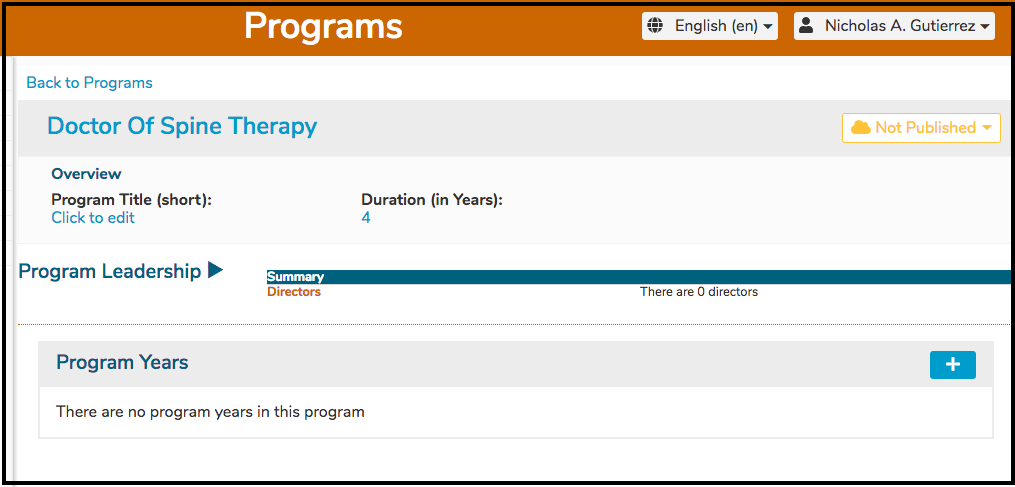 Programs
English (en)
Nicholas A. Gutierrez
Back to Programs
Doctor Of Spine Therapy
Not Published
Overview
Program Title (short):
Duration (in Years):
Click to edit
4
Program Leadership
Summary
Directors
There are 0 directors
Program Years
+
There are no program years in this program